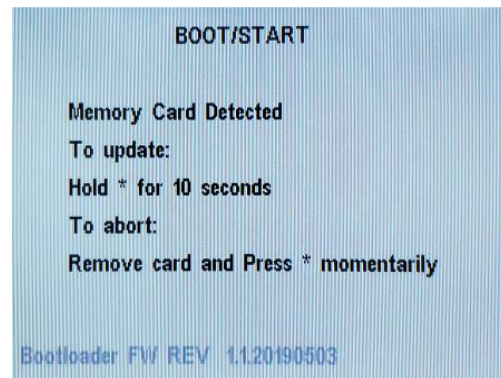 BOOT/START
Memory Card Detected
To update:
Hold * for 10 seconds
To abort:
Remove card and Press * momentarily
Bootloader FW REV 1.1.20190503